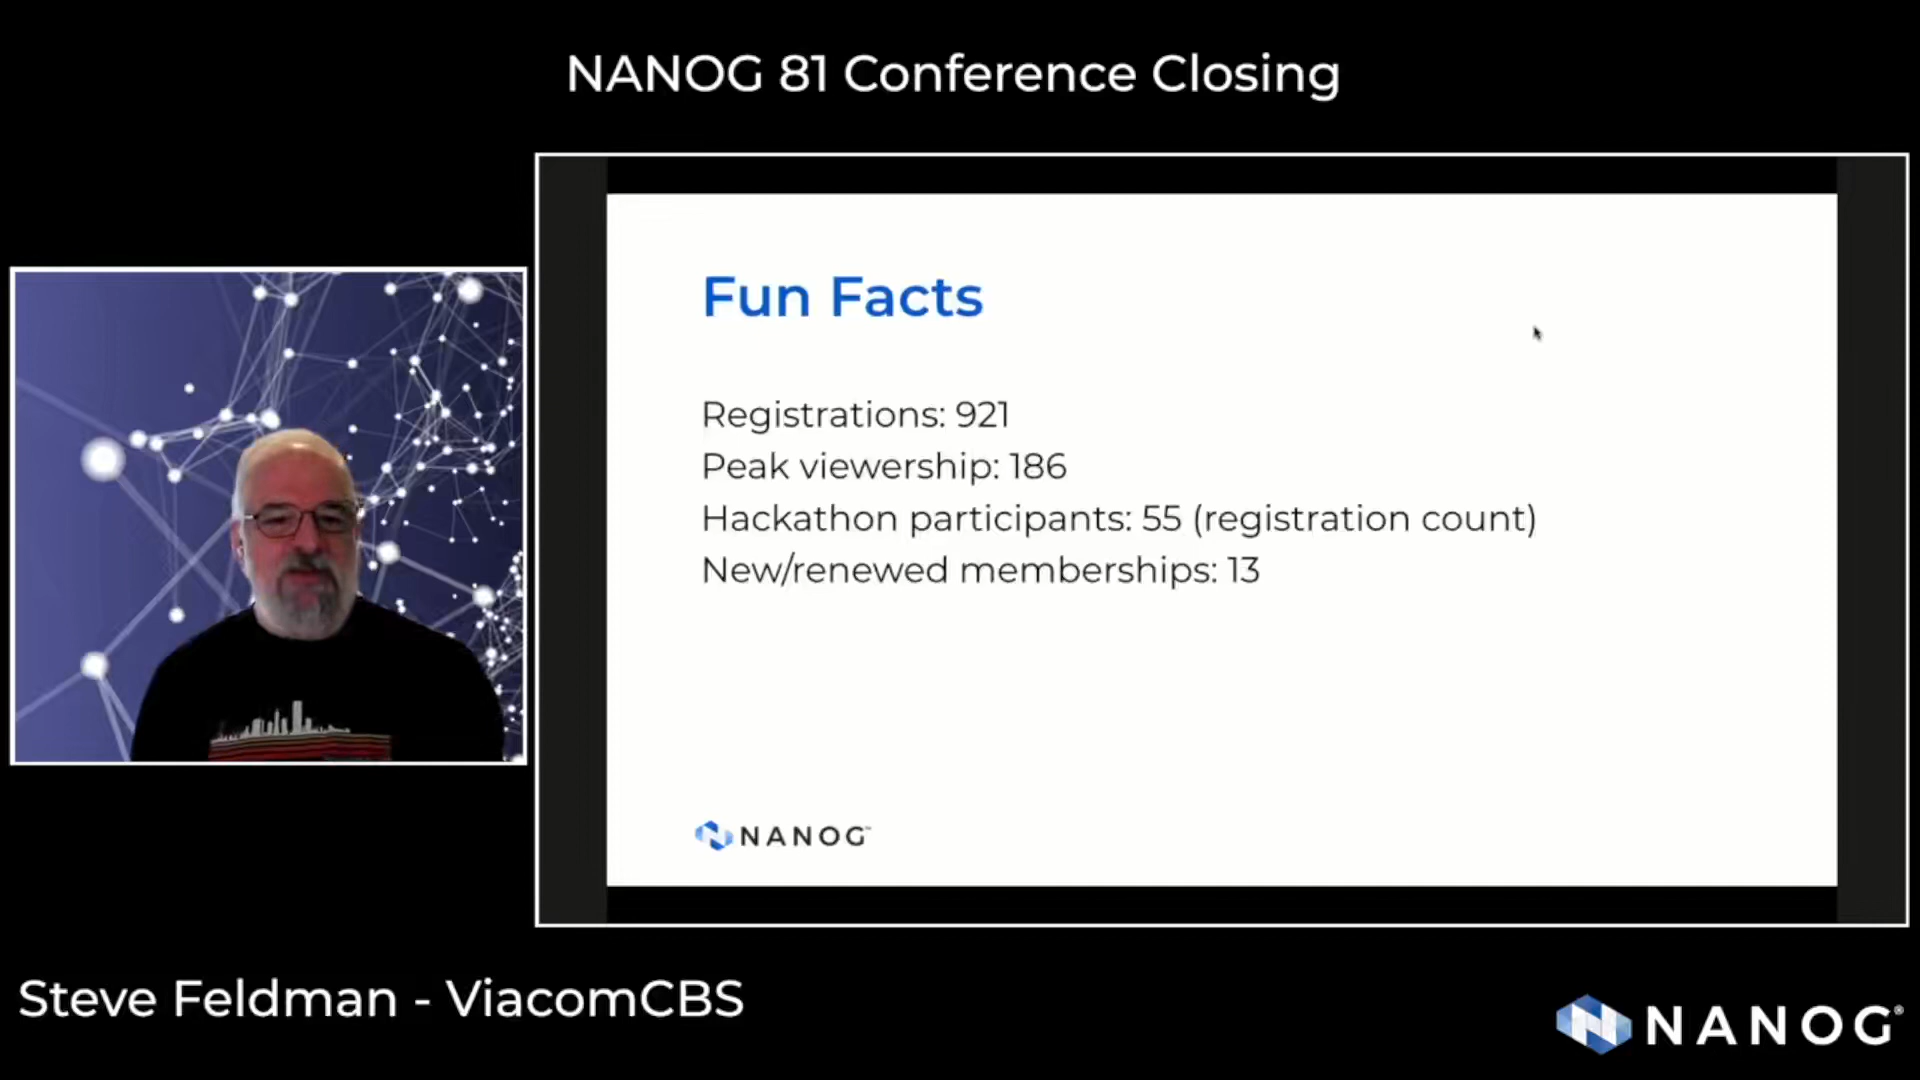 NANOG 81 Conference Closing
Fun Facts
Registrations: 921
Peak viewership: 186
Hackathon participants: 55 (registration count)
New/renewed memberships: 13
NANOG™
Steve Feldman - ViacomCBS
NANOG®